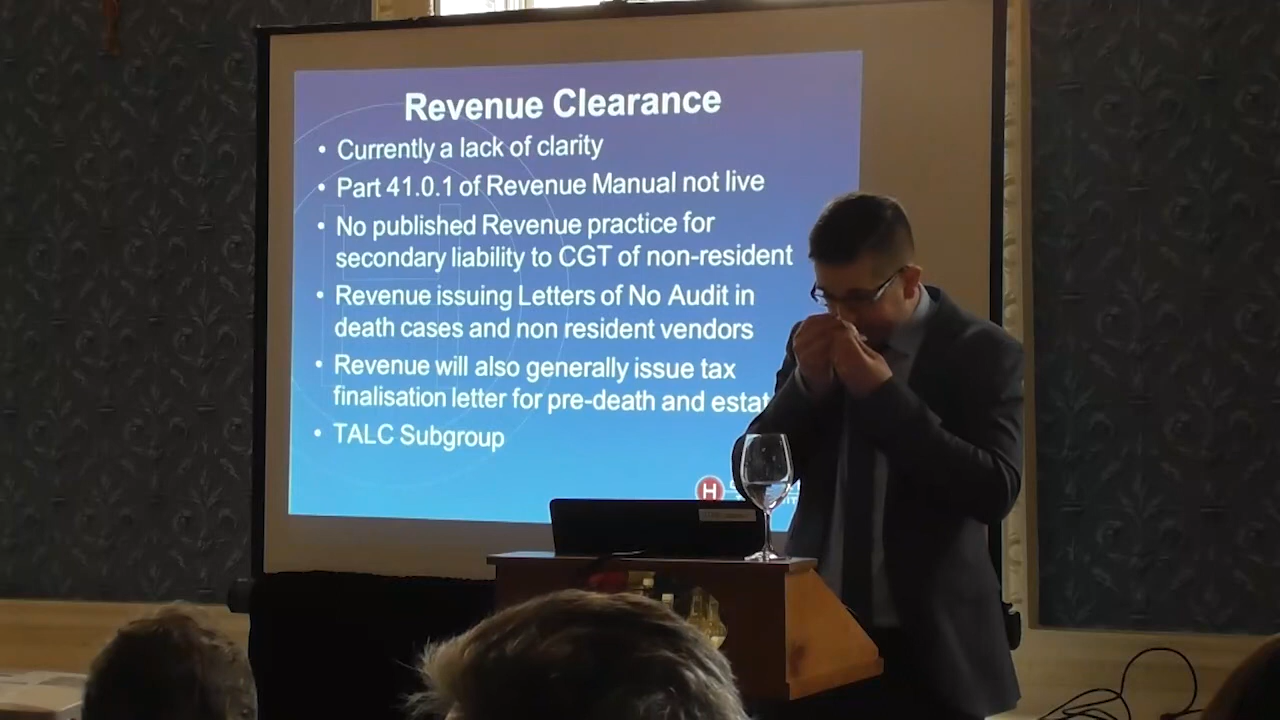 Revenue Clearance
• Currently a lack of clarity
• Part 41.0.1 of Revenue Manual not live
• No published Revenue practice for
secondary liability to CGT of non-resident
• Revenue issuing Letters of No Audit in
death cases and non resident vendors
• Revenue will also generally issue tax
finalisation letter for pre-death and estat
• TALC Subgroup
H